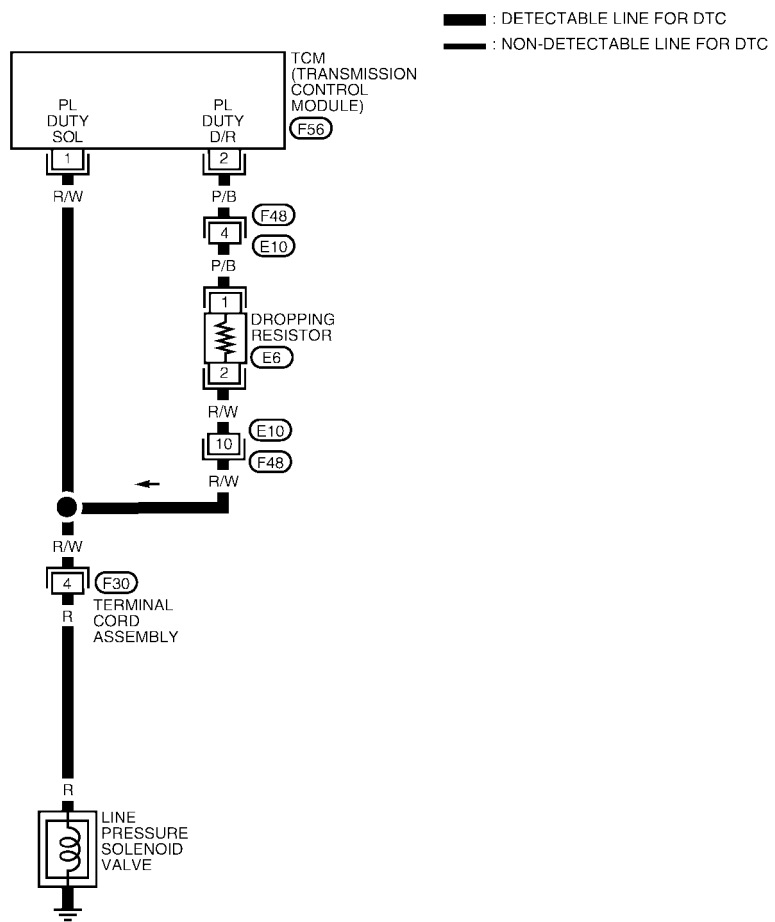 : DETECTABLE LINE FOR DTC
: NON-DETECTABLE LINE FOR DTC
TCM
(TRANSMISSION
CONTROL
MODULE)
F56
PL
DUTY
SOL
PL
DUTY
D/R
1
2
R/W
P/B
F48
4
E10
P/B
1
DROPPING
RESISTOR
E6
2
R/W
E10
10
F48
R/W
R/W
4
F30
TERMINAL
CORD
ASSEMBLY
R
R
LINE
PRESSURE
SOLENOID
VALVE